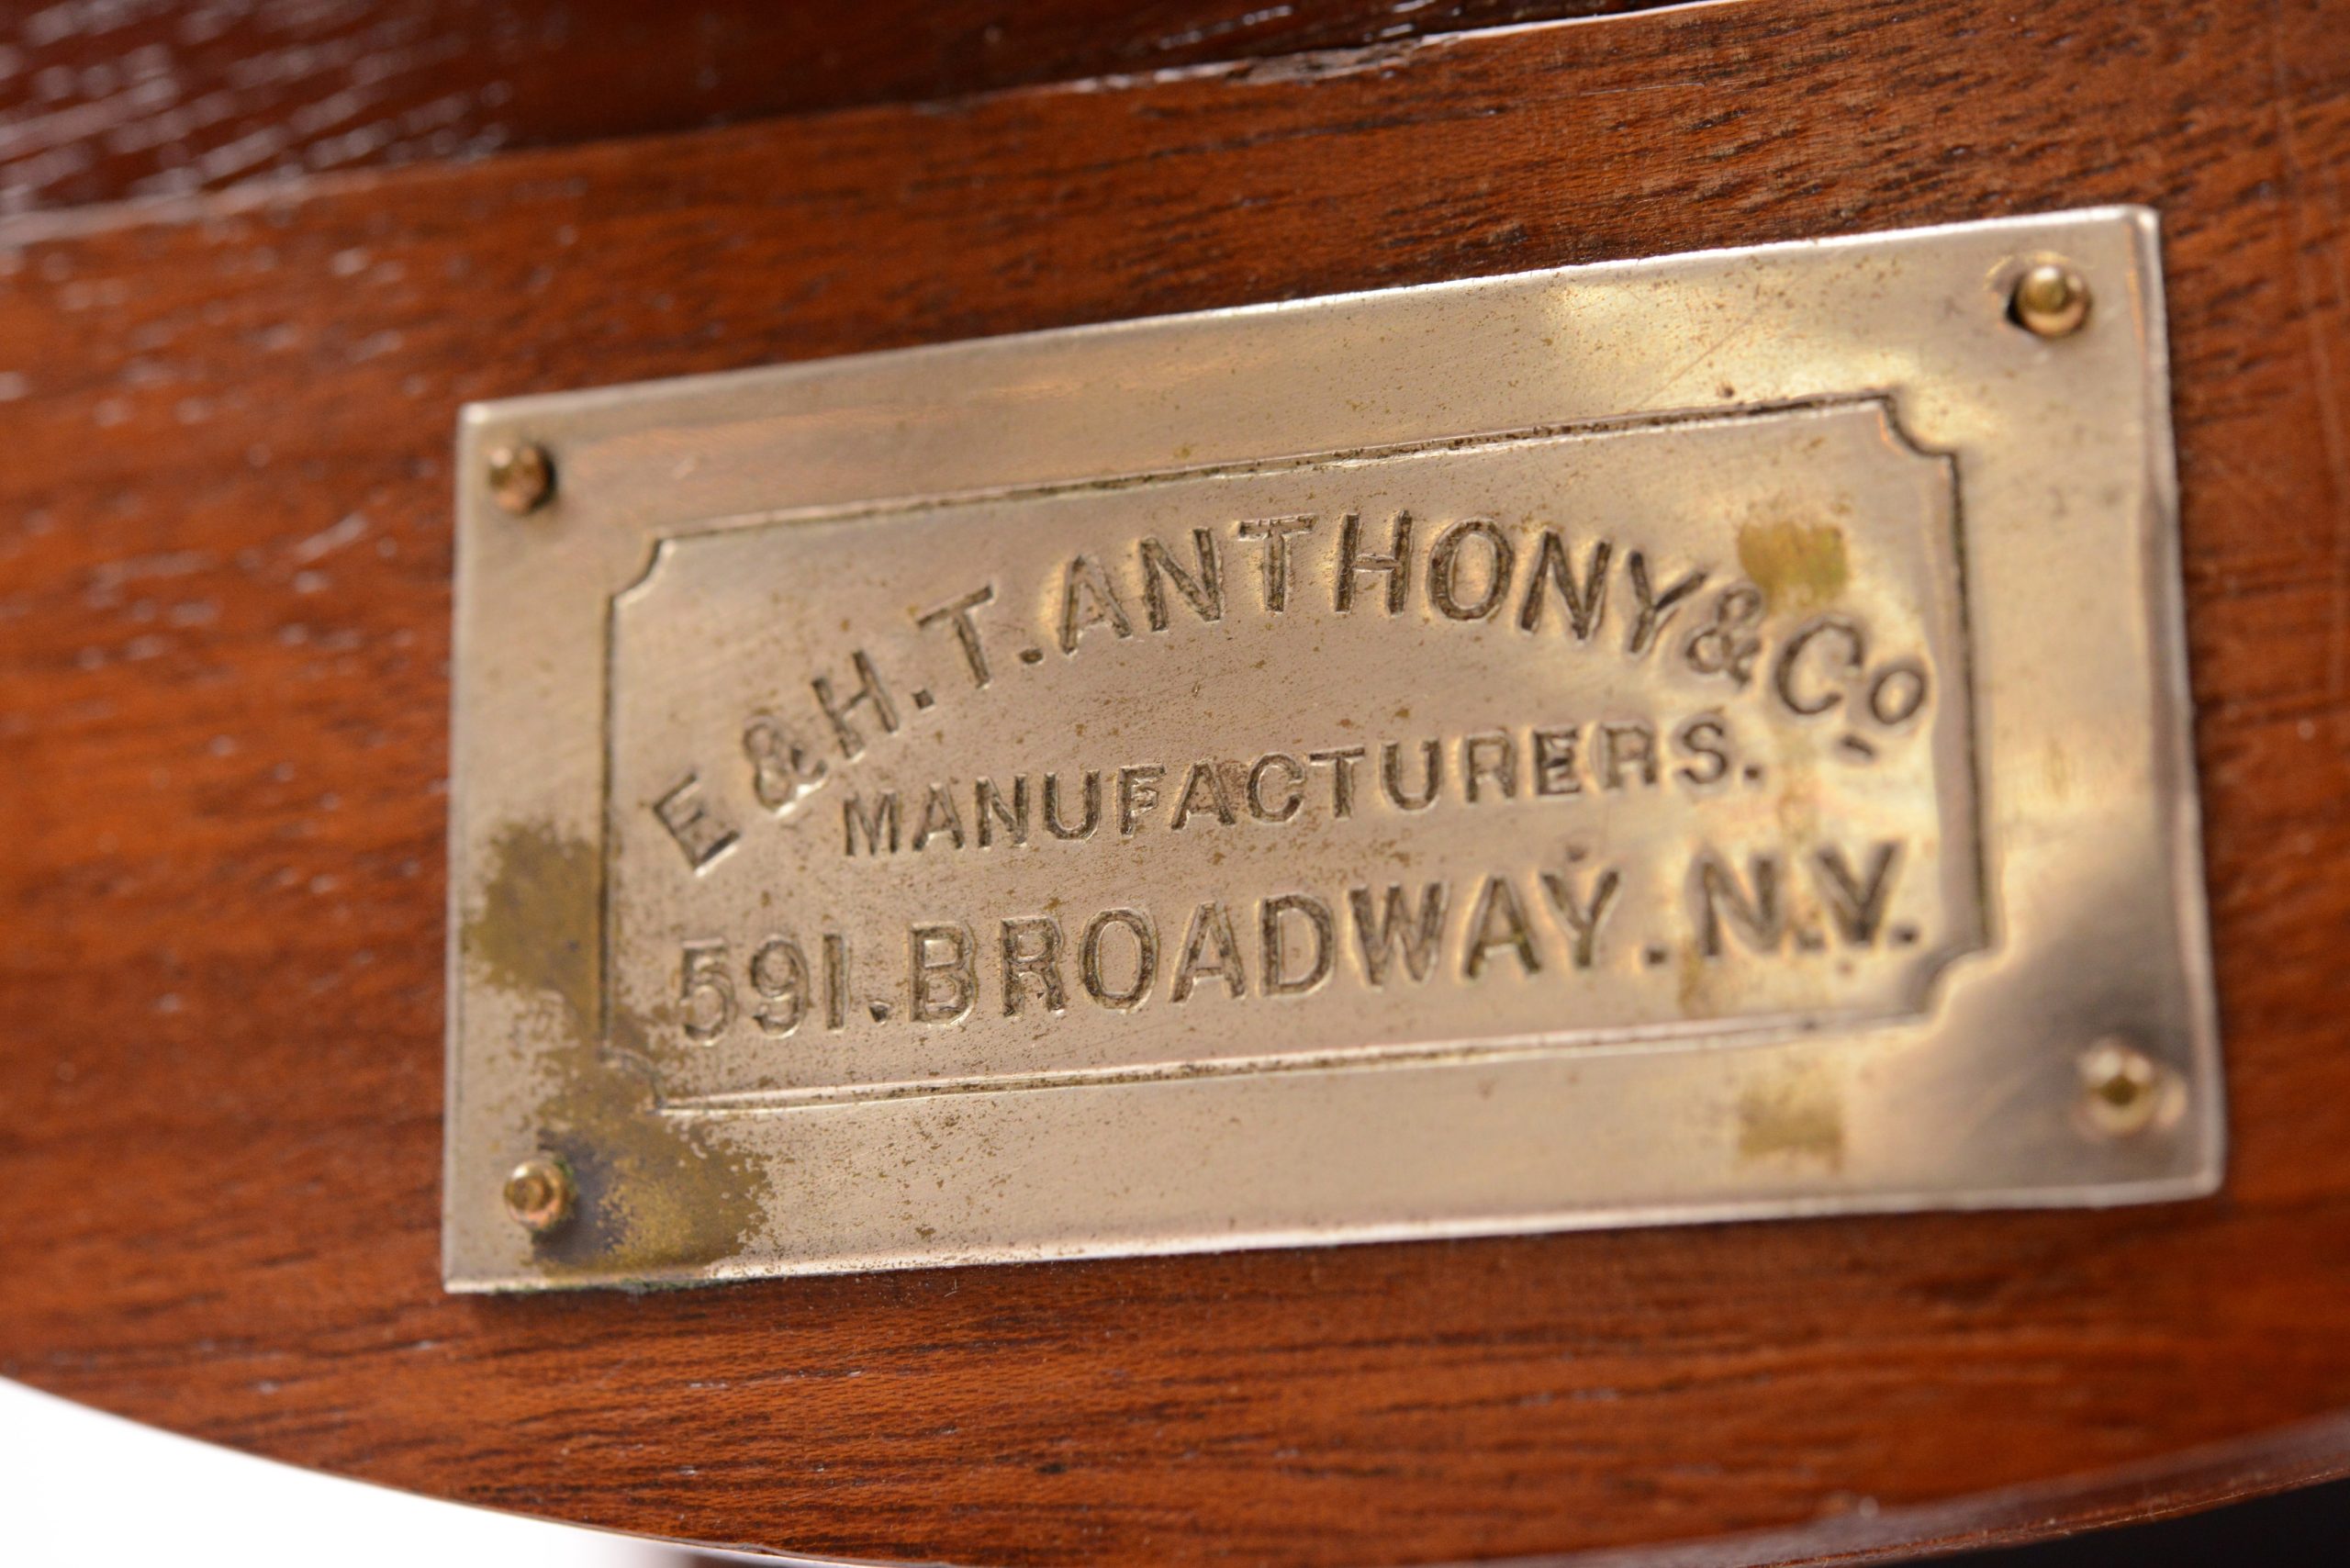 E & H. T. ANTHONY & Co.
MANUFACTURERS.
591. BROADWAY. N.Y.